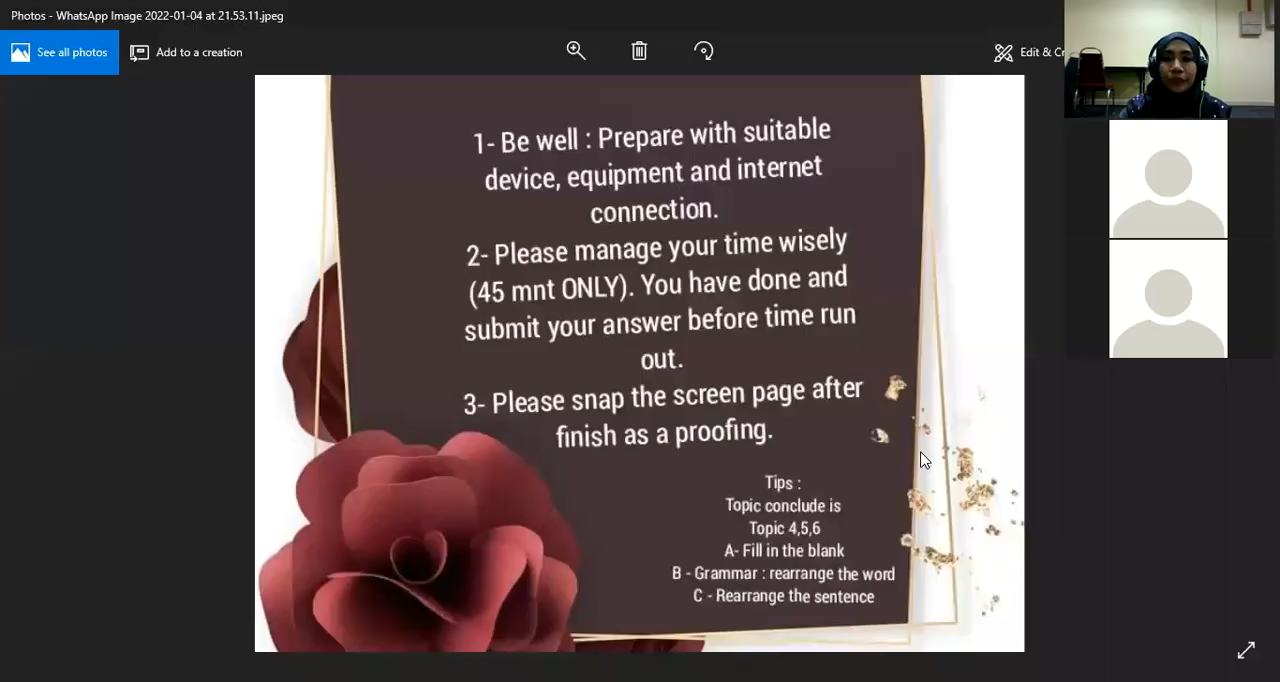 Photos - WhatsApp Image 2022-01-04 at 21.53.11.jpeg
See all photos
Add to a creation
Edit & Cr
1- Be well : Prepare with suitable
device, equipment and internet
connection.
2- Please manage your time wisely
(45 mnt ONLY). You have done and
submit your answer before time run
out.
3- Please snap the screen page after
finish as a proofing.
Tips :
Topic conclude is
Topic 4,5,6
A- Fill in the blank
B - Grammar : rearrange the word
C - Rearrange the sentence